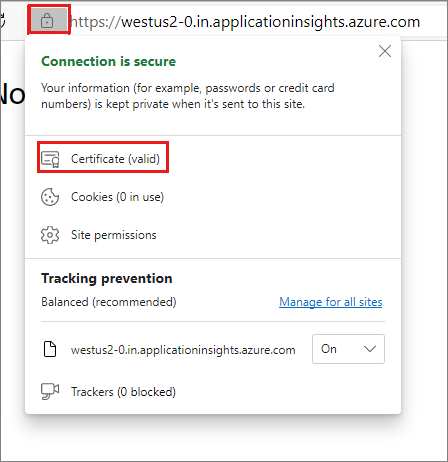 https://westus2-0.in.applicationinsights.azure.com
No
Connection is secure
Your information (for example, passwords or credit card
numbers) is kept private when it's sent to this site.
Certificate (valid)
Cookies (0 in use)
Site permissions
Tracking prevention
Balanced (recommended) Manage for all sites
westus2-0.in.applicationinsights.azure.com On
Trackers (0 blocked)